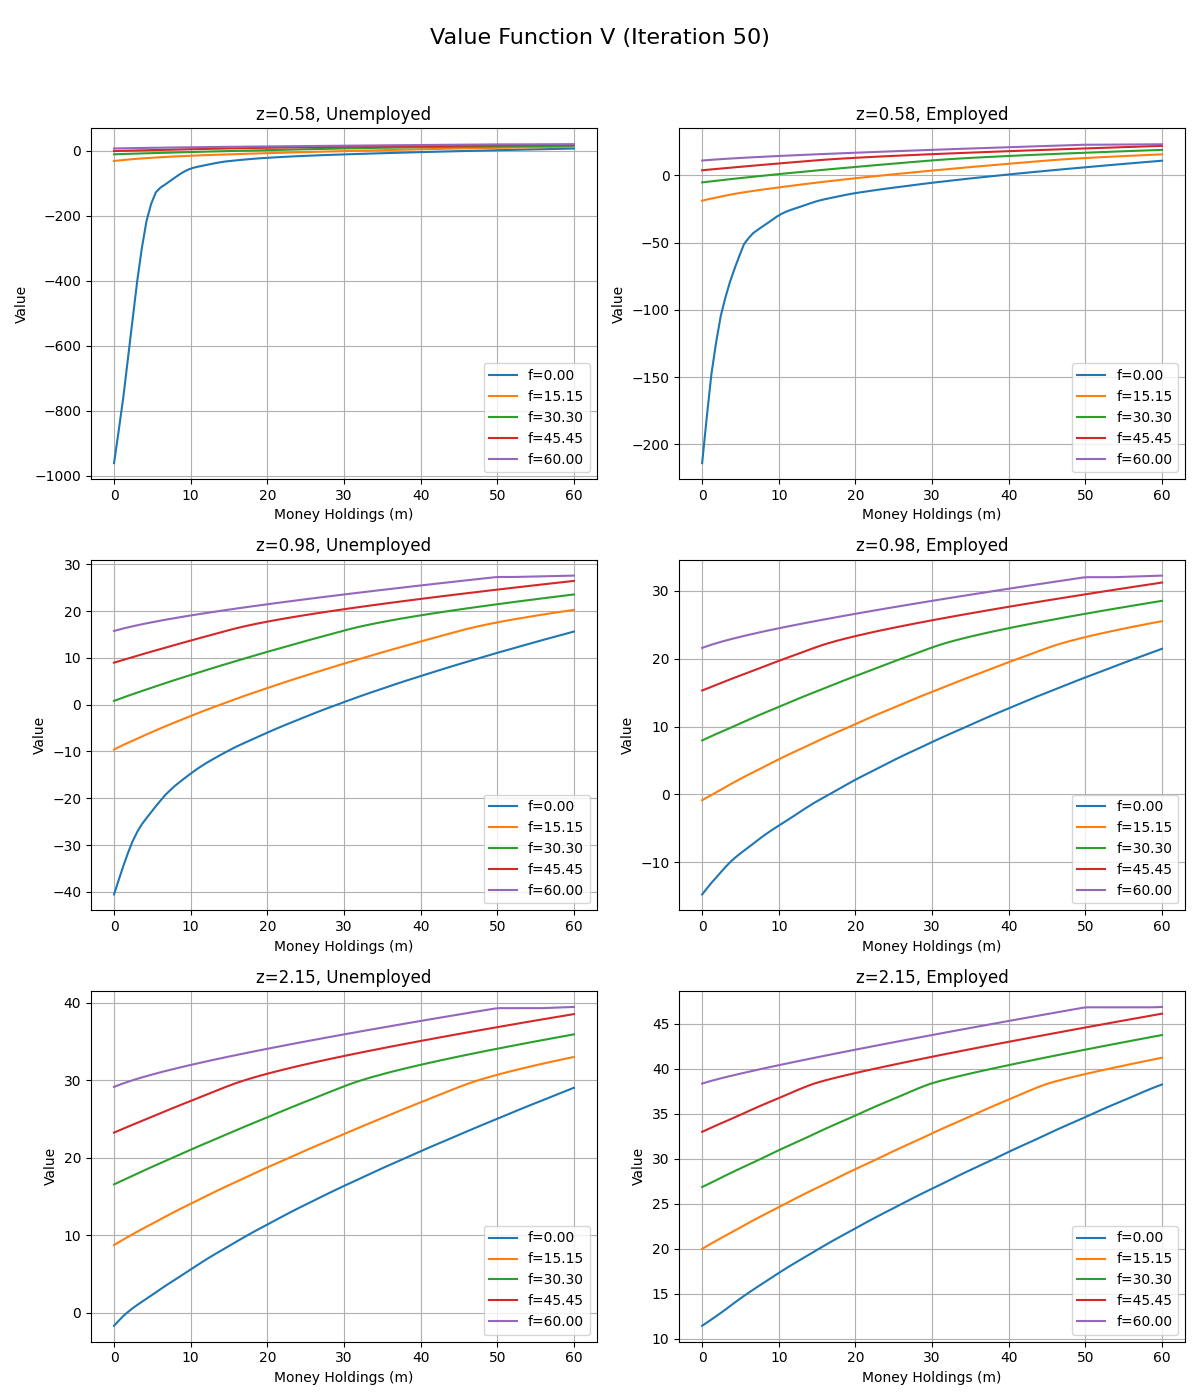 Value Function V (Iteration 50)
z=0.58, Unemployed
Value
0
−200
−400
−600
−800
−1000
0 10 20 30 40 50 60
Money Holdings (m)
f=0.00
f=15.15
f=30.30
f=45.45
f=60.00
z=0.58, Employed
Value
0
−50
−100
−150
−200
0 10 20 30 40 50 60
Money Holdings (m)
f=0.00
f=15.15
f=30.30
f=45.45
f=60.00
z=0.98, Unemployed
Value
30
20
10
0
−10
−20
−30
−40
0 10 20 30 40 50 60
Money Holdings (m)
f=0.00
f=15.15
f=30.30
f=45.45
f=60.00
z=0.98, Employed
Value
30
20
10
0
−10
0 10 20 30 40 50 60
Money Holdings (m)
f=0.00
f=15.15
f=30.30
f=45.45
f=60.00
z=2.15, Unemployed
Value
40
30
20
10
0
0 10 20 30 40 50 60
Money Holdings (m)
f=0.00
f=15.15
f=30.30
f=45.45
f=60.00
z=2.15, Employed
Value
45
40
35
30
25
20
15
10
0 10 20 30 40 50 60
Money Holdings (m)
f=0.00
f=15.15
f=30.30
f=45.45
f=60.00